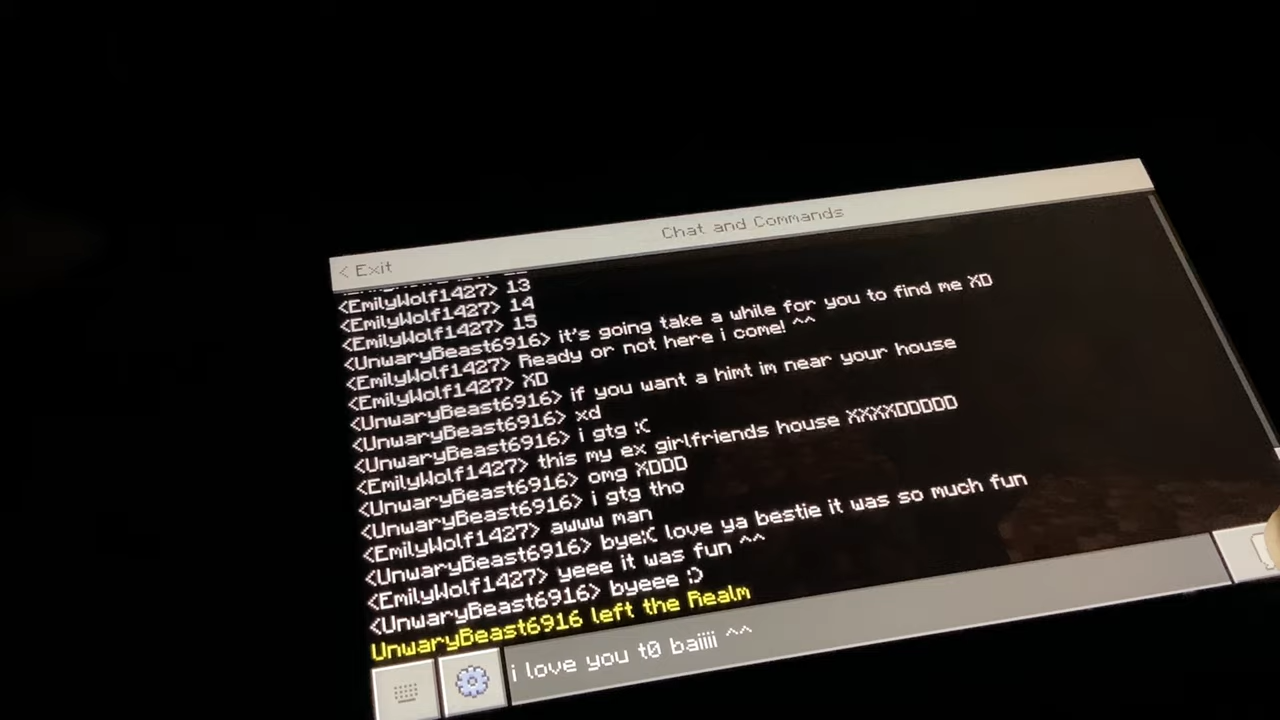 Chat and Commands
< Exit
<EmilyWolf1427> 13
<EmilyWolf1427> 14
<EmilyWolf1427> 15
<UnwaryBeast6916> it's going take a while for you to find me XD
<EmilyWolf1427> Ready or not here i come! ^^
<EmilyWolf1427> XD
<UnwaryBeast6916> if you want a himt im near your house
<UnwaryBeast6916> xd
<UnwaryBeast6916> i gtg :C
<EmilyWolf1427> this my ex girlfriends house XXXXDDDDD
<UnwaryBeast6916> omg XDDD
<UnwaryBeast6916> i gtg tho
<EmilyWolf1427> awww man
<UnwaryBeast6916> bye:C love ya bestie it was so much fun
<EmilyWolf1427> yeee it was fun ^^
<UnwaryBeast6916> byeee :)
UnwaryBeast6916 left the Realm
i love you t0 baiiii ^^